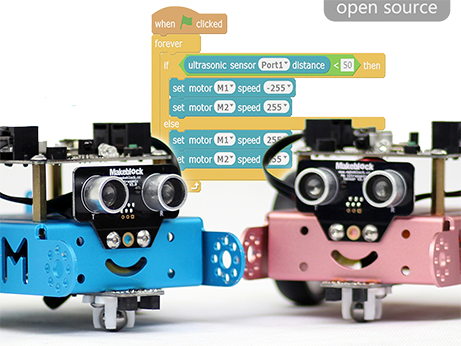 open source
when clicked
forever
if ultrasonic sensor Port1 distance < 50 then
set motor M1 speed -255
set motor M2 speed 255
else
set motor M1 speed 255
set motor M2 speed 255
Makeblock
Makeblock
T R
M